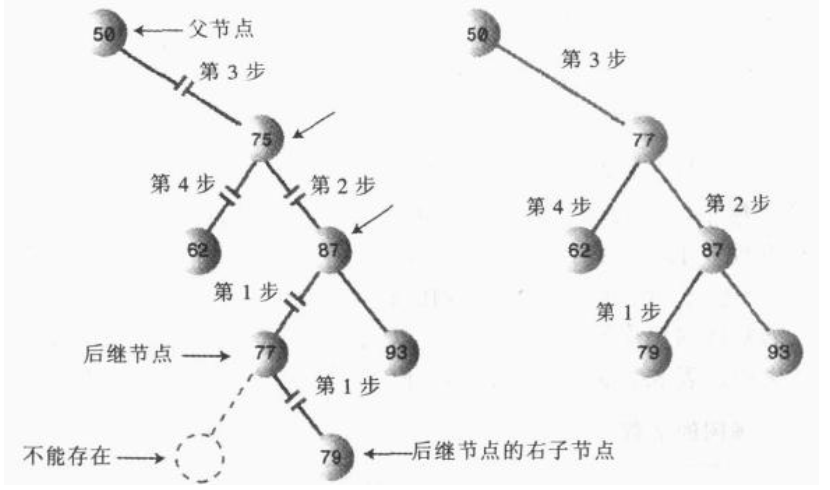 50 父节点 50
第 3 步 第 3 步
75 77
第 4 步 第 2 步 第 4 步 第 2 步
62 87 62 87
第 1 步 第 1 步
后继节点 77 93 79 93
第 1 步
不能存在 79 后继节点的右子节点